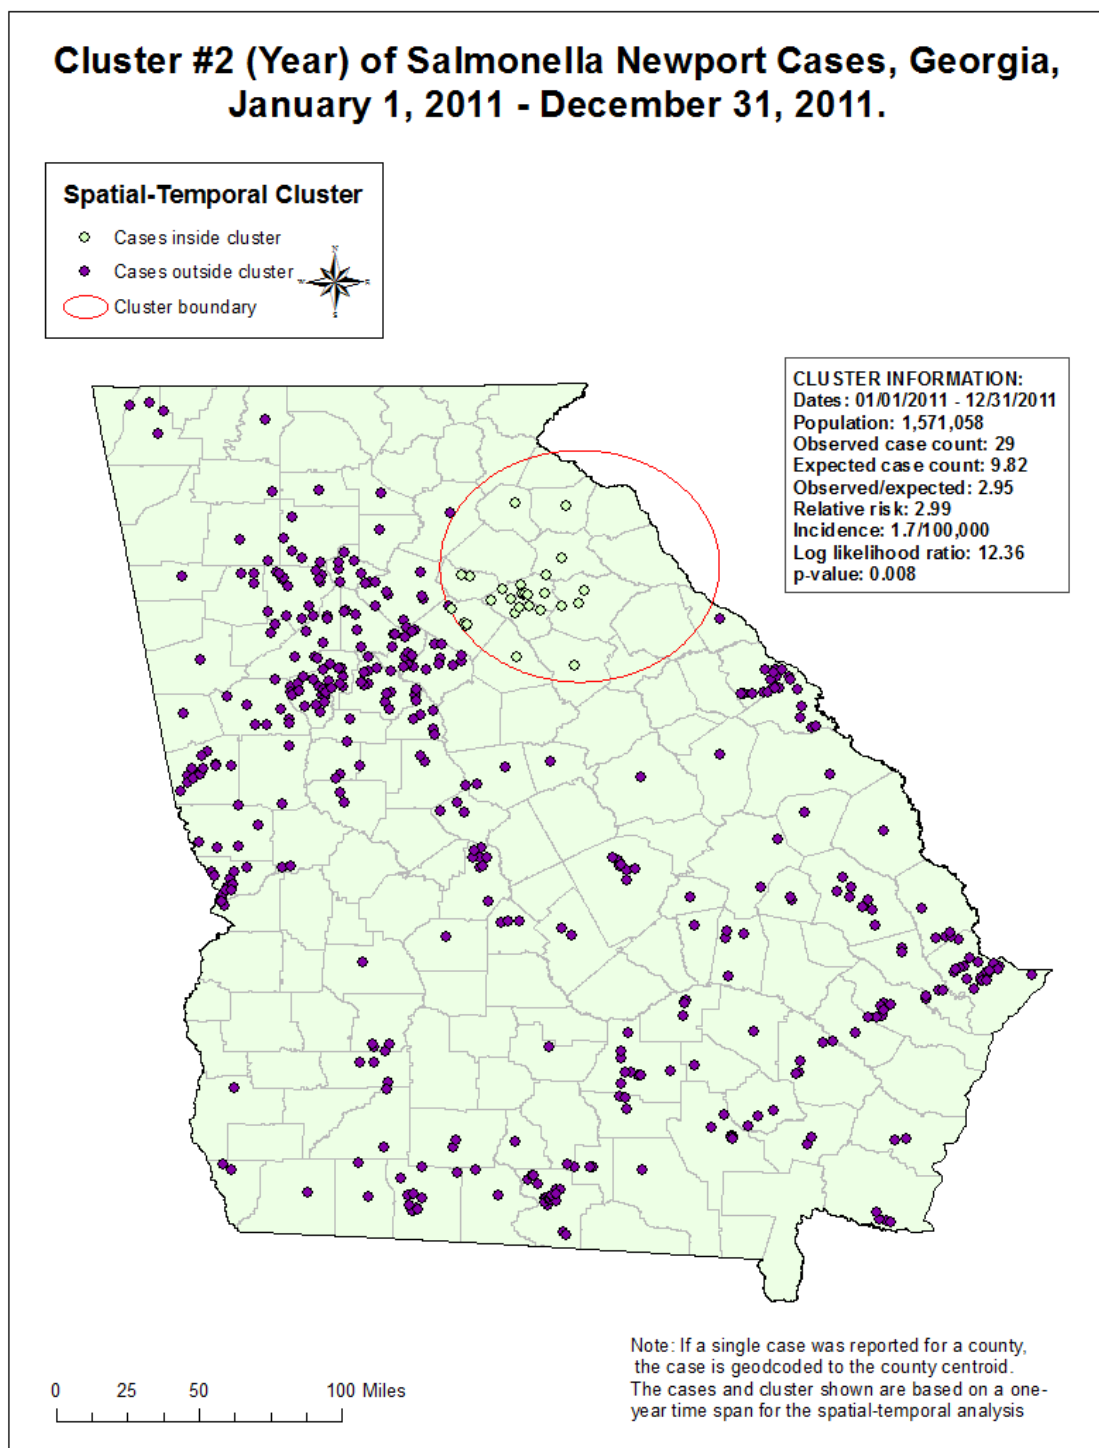 Cluster #2 (Year) of Salmonella Newport Cases, Georgia,
January 1, 2011 - December 31, 2011.
Spatial-Temporal Cluster
Cases inside cluster
Cases outside cluster
Cluster boundary
N
W
E
S
CLUSTER INFORMATION:
Dates: 01/01/2011 - 12/31/2011
Population: 1,571,058
Observed case count: 29
Expected case count: 9.82
Observed/expected: 2.95
Relative risk: 2.99
Incidence: 1.7/100,000
Log likelihood ratio: 12.36
p-value: 0.008
Note: If a single case was reported for a county,
the case is geodcoded to the county centroid.
The cases and cluster shown are based on a one-
year time span for the spatial-temporal analysis
0 25 50 100 Miles